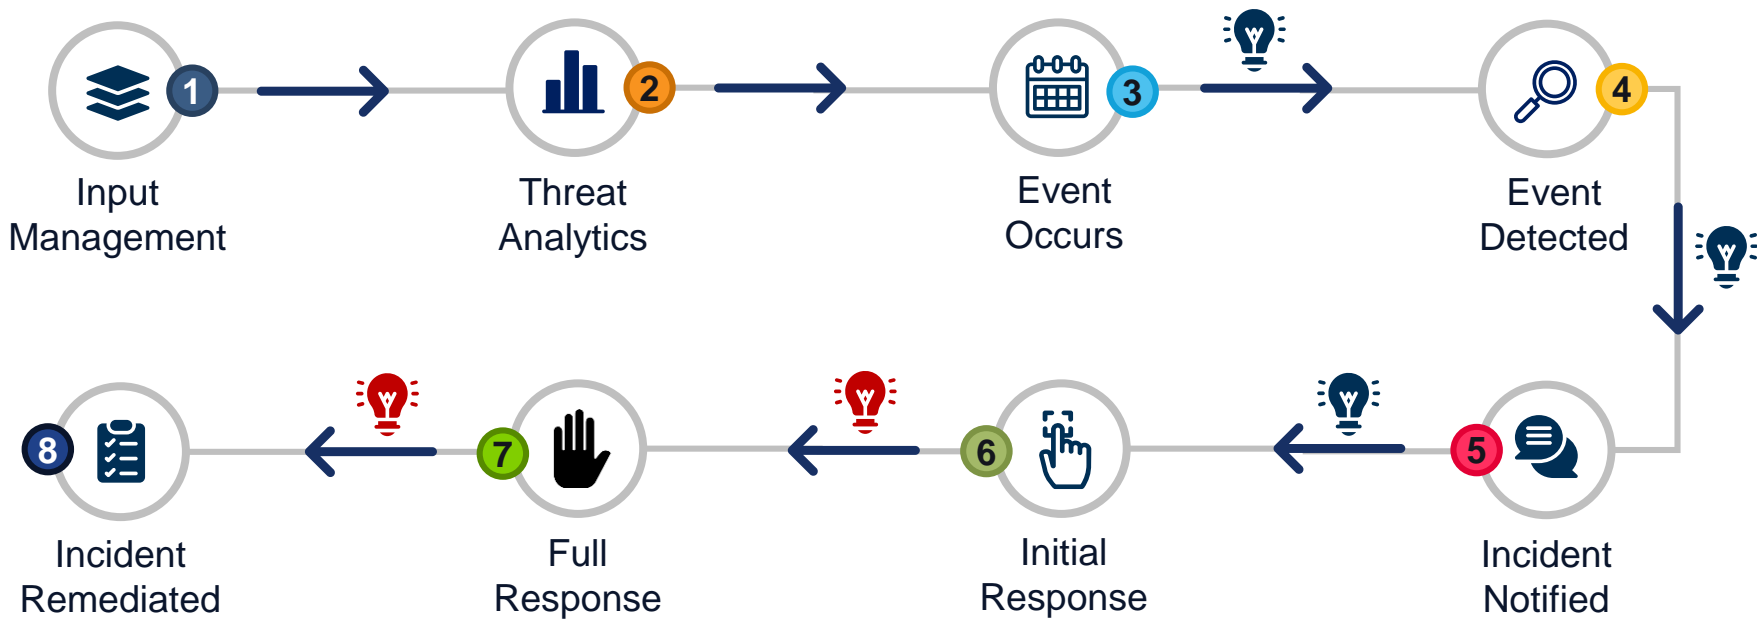 1
2
3
4
Input
Management
Threat
Analytics
Event
Occurs
Event
Detected
8
7
6
5
Incident
Remediated
Full
Response
Initial
Response
Incident
Notified